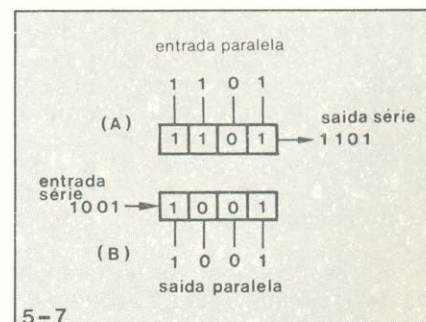 entrada paralela
1 1 0 1
(A)
1 1 0 1
saida série
1101
entrada
série
1001
1 0 0 1
(B)
1 0 0 1
saida paralela
5-7